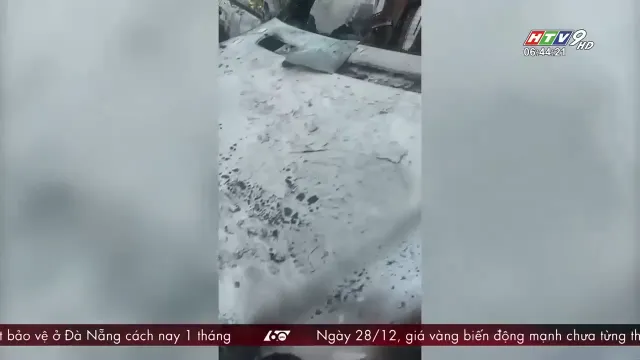 HTV9 HD
06:44:21
t bảo vệ ở Đà Nẵng cách nay 1 tháng 60 Ngày 28/12, giá vàng biến động mạnh chưa từng th